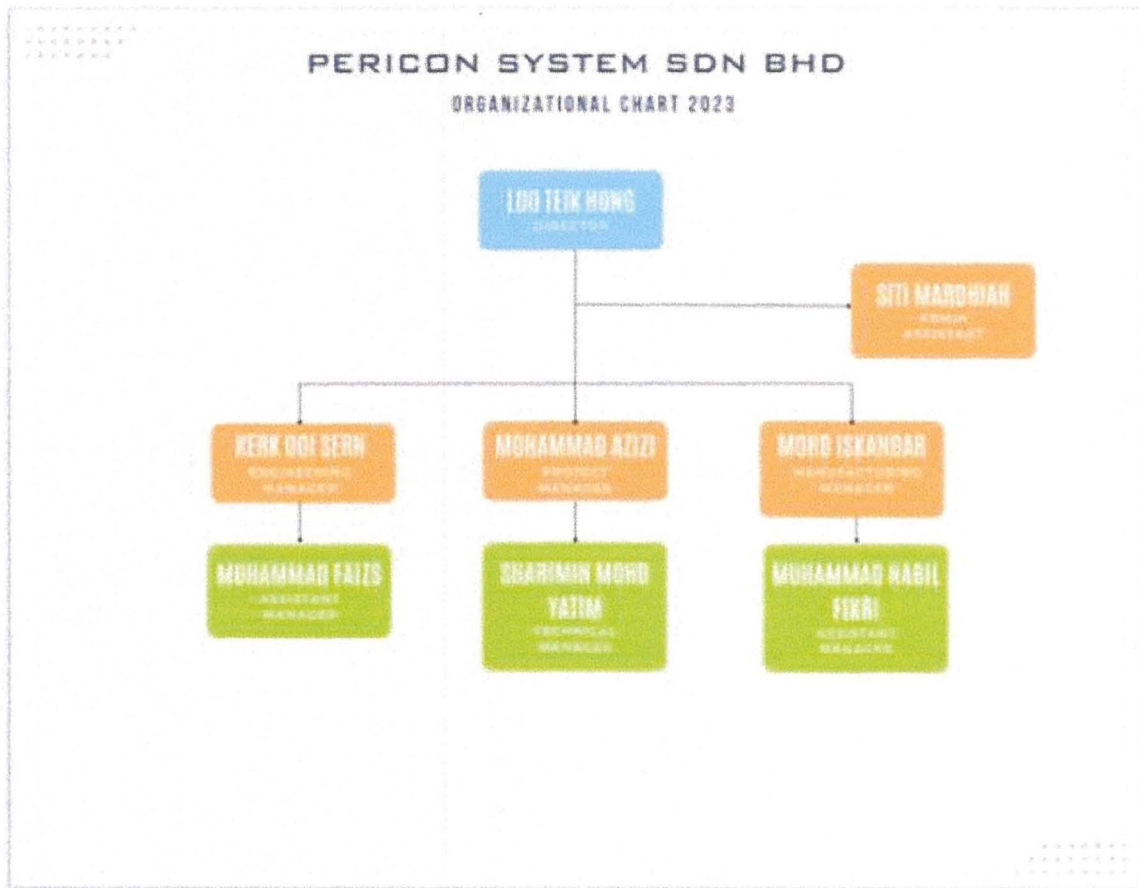 PERICON SYSTEM SDN BHD
ORGANIZATIONAL CHART 2023
LOO TEIK HONG
DIRECTOR
SITI MARDHIAH
ADMIN
ASSISTANT
KERK OOI SERN
ENGINEERING
MANAGER
MOHAMMAD AZIZI
PROJECT
MANAGER
MOHD ISKANDAR
MANUFACTURING
MANAGER
MUHAMMAD FAIZS
ASSISTANT
MANAGER
SHARIMIN MOHD
YATIM
TECHNICAL
MANAGER
MUHAMMAD NABIL
FIKRI
ASSISTANT
MANAGER